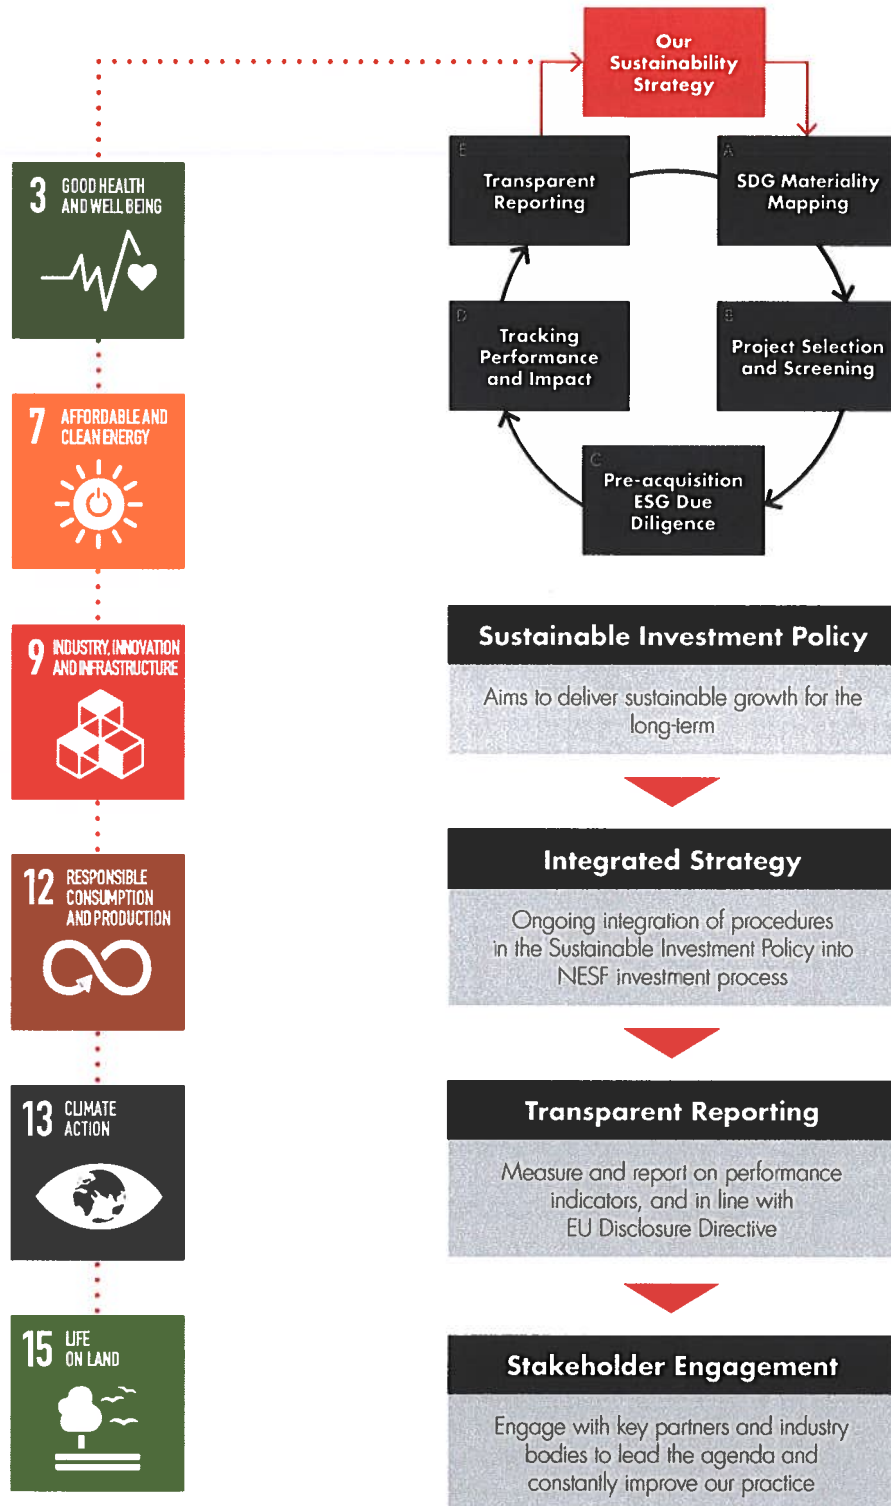 Our
Sustainability
Strategy
E
Transparent
Reporting
A
SDG Materiality
Mapping
D
Tracking
Performance
and Impact
B
Project Selection
and Screening
C
Pre-acquisition
ESG Due
Diligence
3 GOOD HEALTH
AND WELL BEING
7 AFFORDABLE AND
CLEAN ENERGY
9 INDUSTRY, INNOVATION
AND INFRASTRUCTURE
12 RESPONSIBLE
CONSUMPTION
AND PRODUCTION
13 CLIMATE
ACTION
15 LIFE
ON LAND
Sustainable Investment Policy
Aims to deliver sustainable growth for the
long-term
Integrated Strategy
Ongoing integration of procedures
in the Sustainable Investment Policy into
NESF investment process
Transparent Reporting
Measure and report on performance
indicators, and in line with
EU Disclosure Directive
Stakeholder Engagement
Engage with key partners and industry
bodies to lead the agenda and
constantly improve our practice